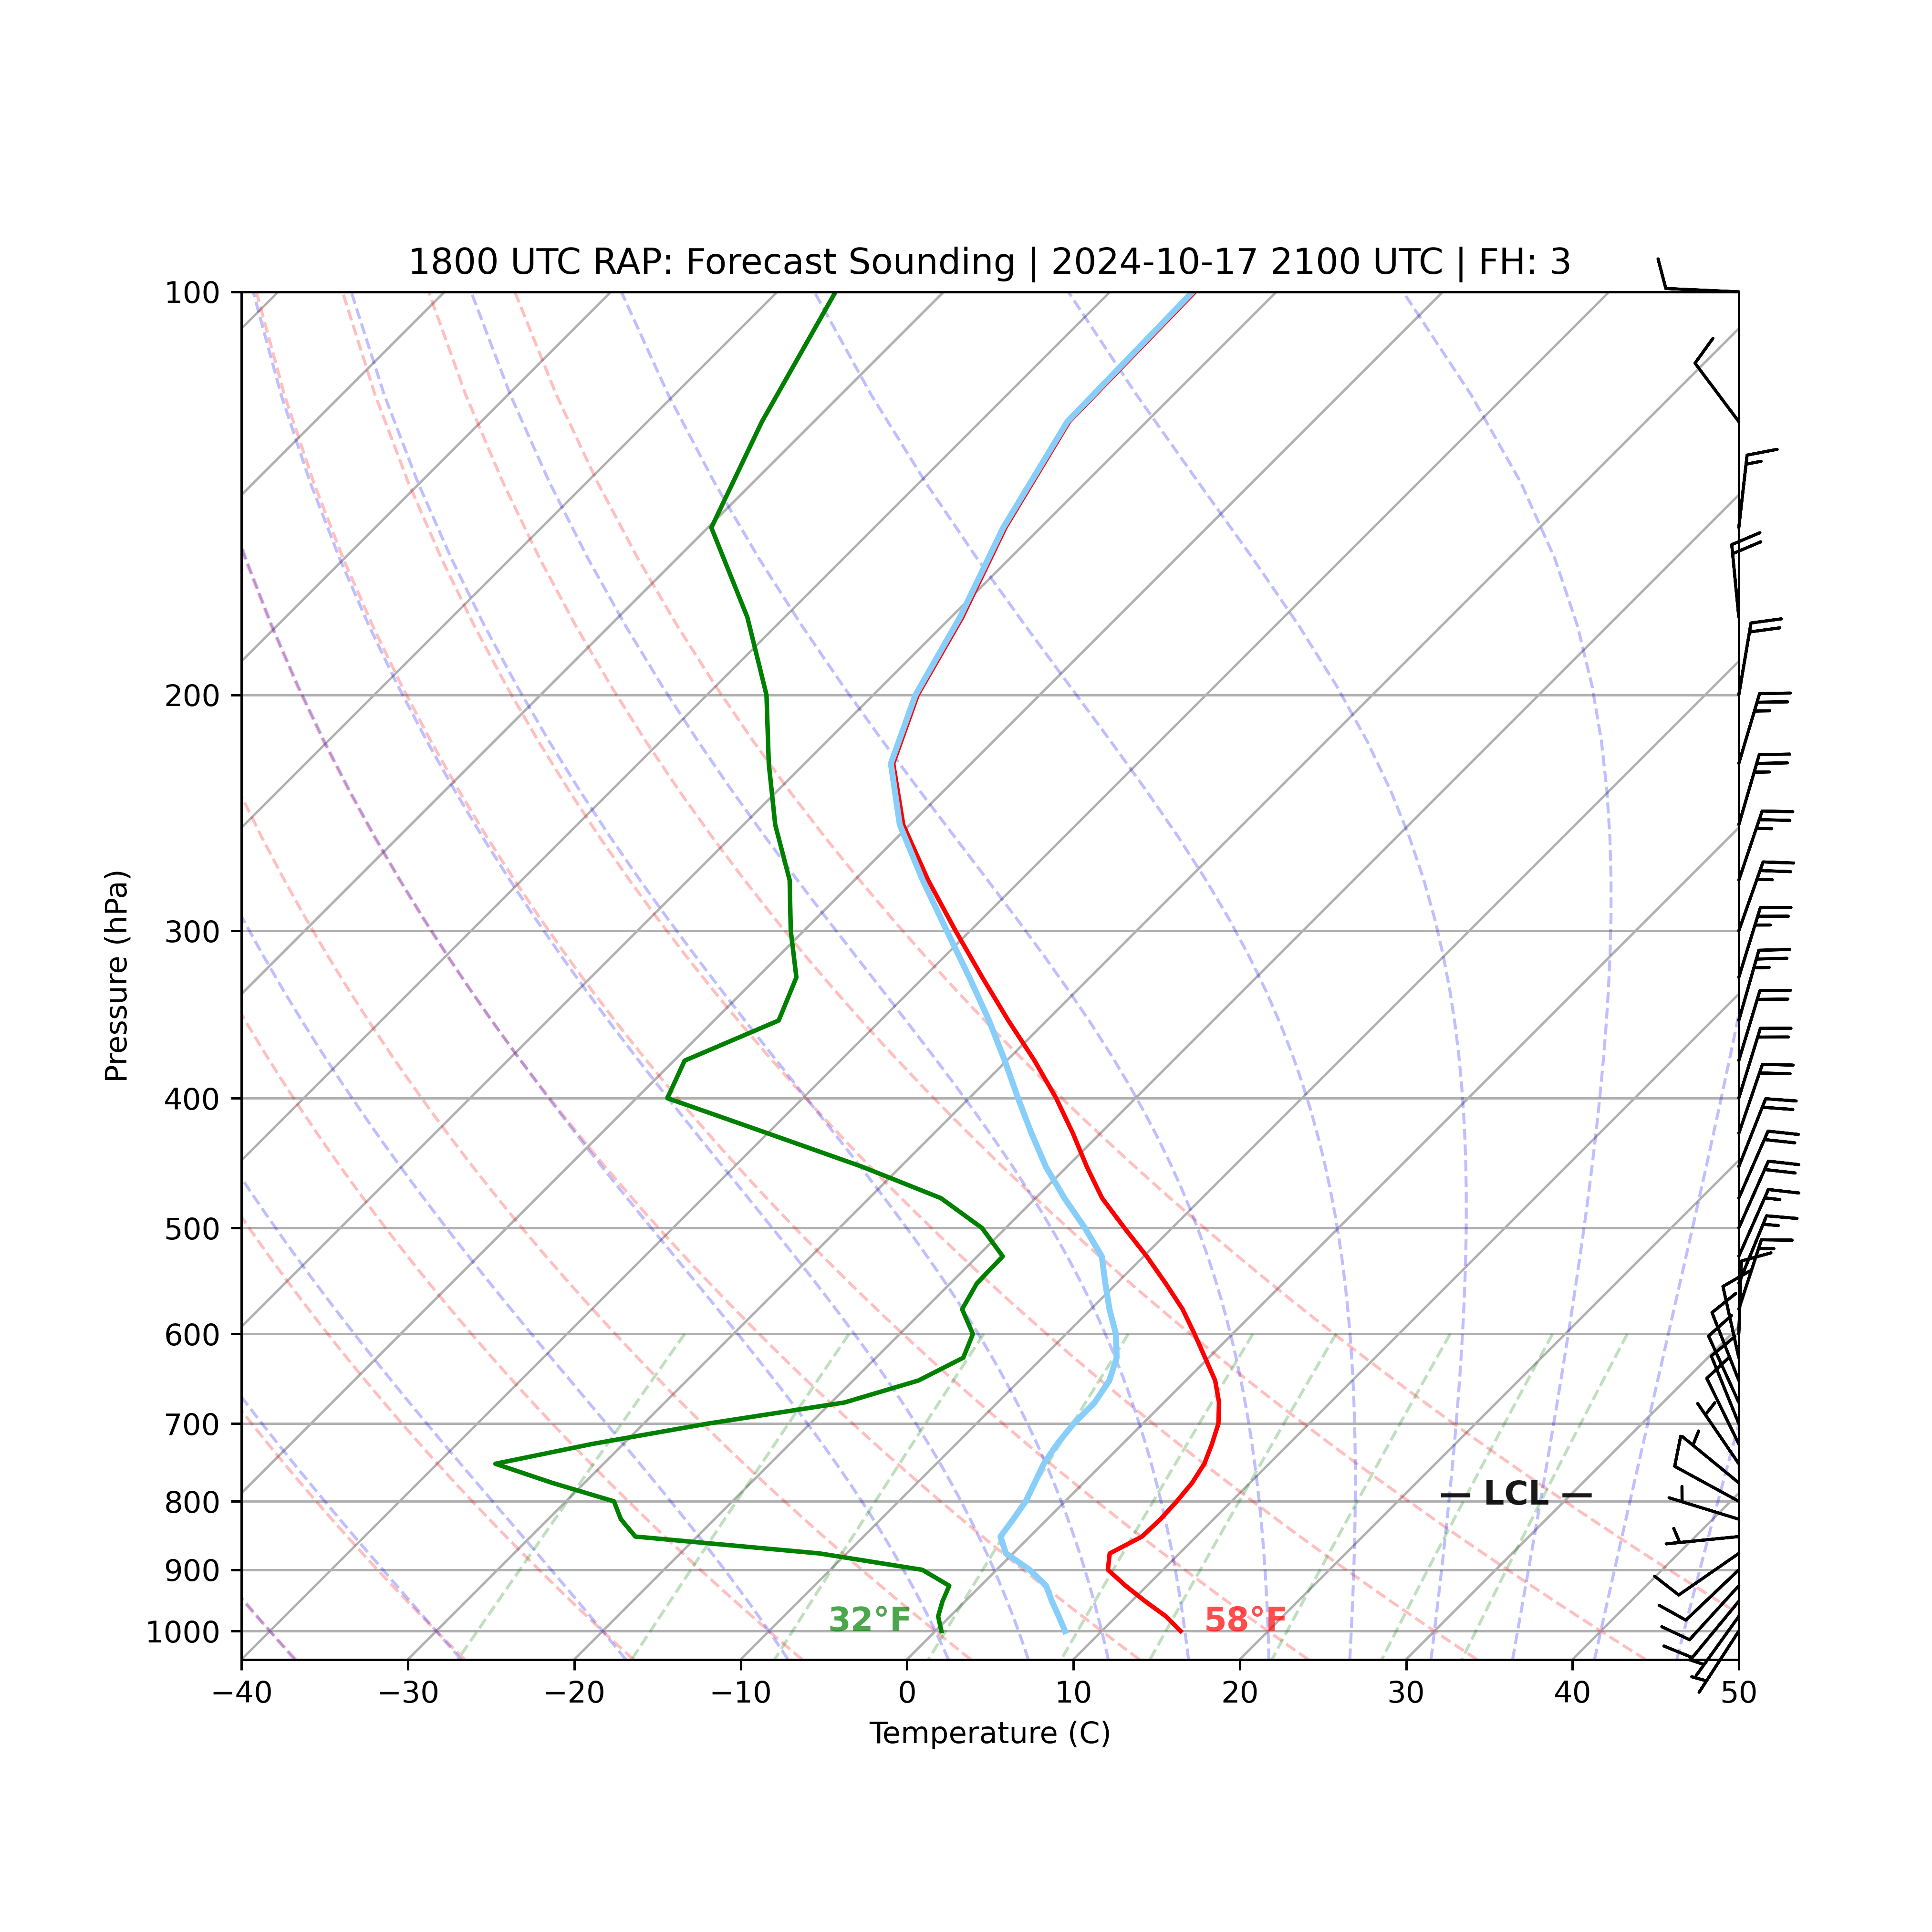 1800 UTC RAP: Forecast Sounding | 2024-10-17 2100 UTC | FH: 3
100
200
300
400
500
600
700
800
900
1000
Pressure (hPa)
— LCL —
32°F
58°F
−40 −30 −20 −10 0 10 20 30 40 50
Temperature (C)